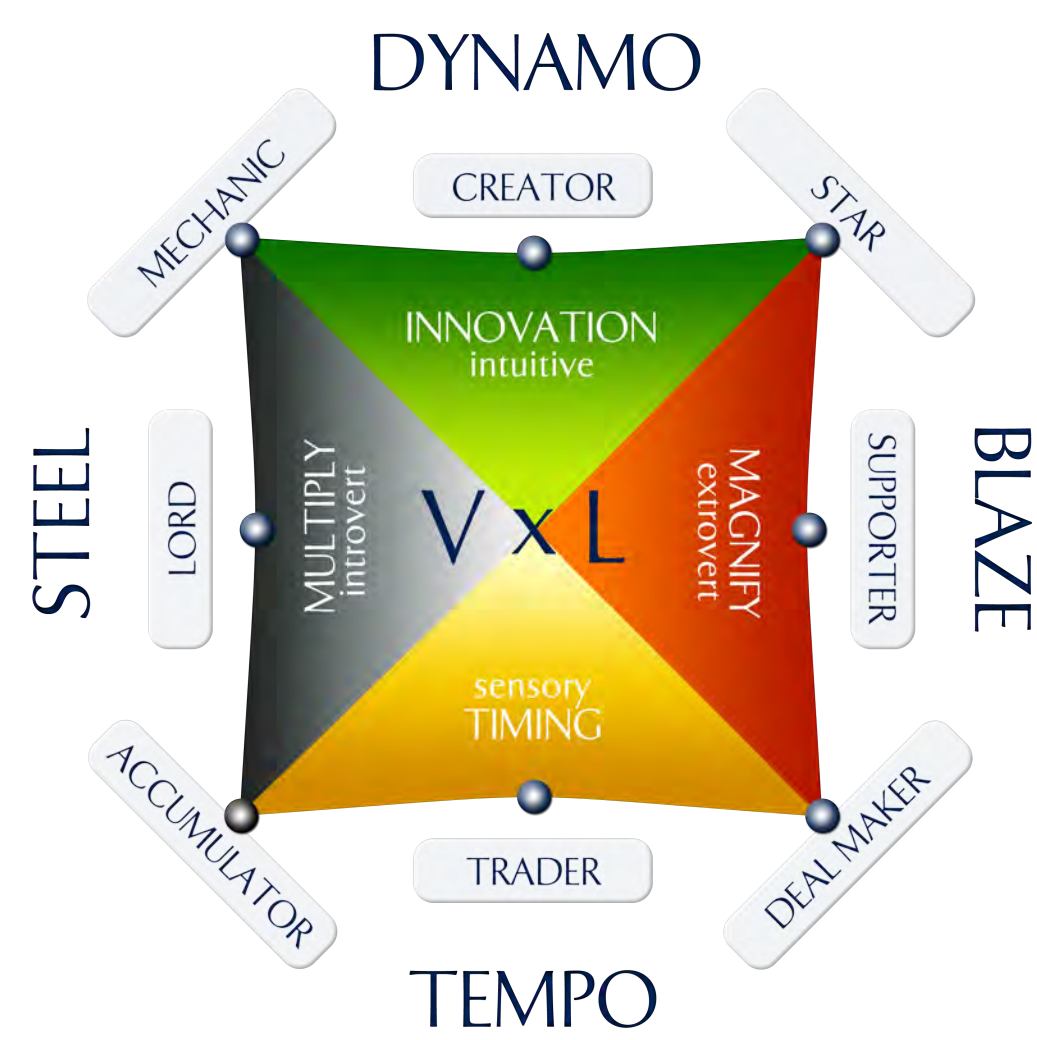 DYNAMO
MECHANIC
STAR
CREATOR
INNOVATION
intuitive
STEEL
LORD
MULTIPLY
introvert
V x L
MAGNIFY
extrovert
SUPPORTER
BLAZE
sensory
TIMING
ACCUMULATOR
TRADER
DEAL MAKER
TEMPO